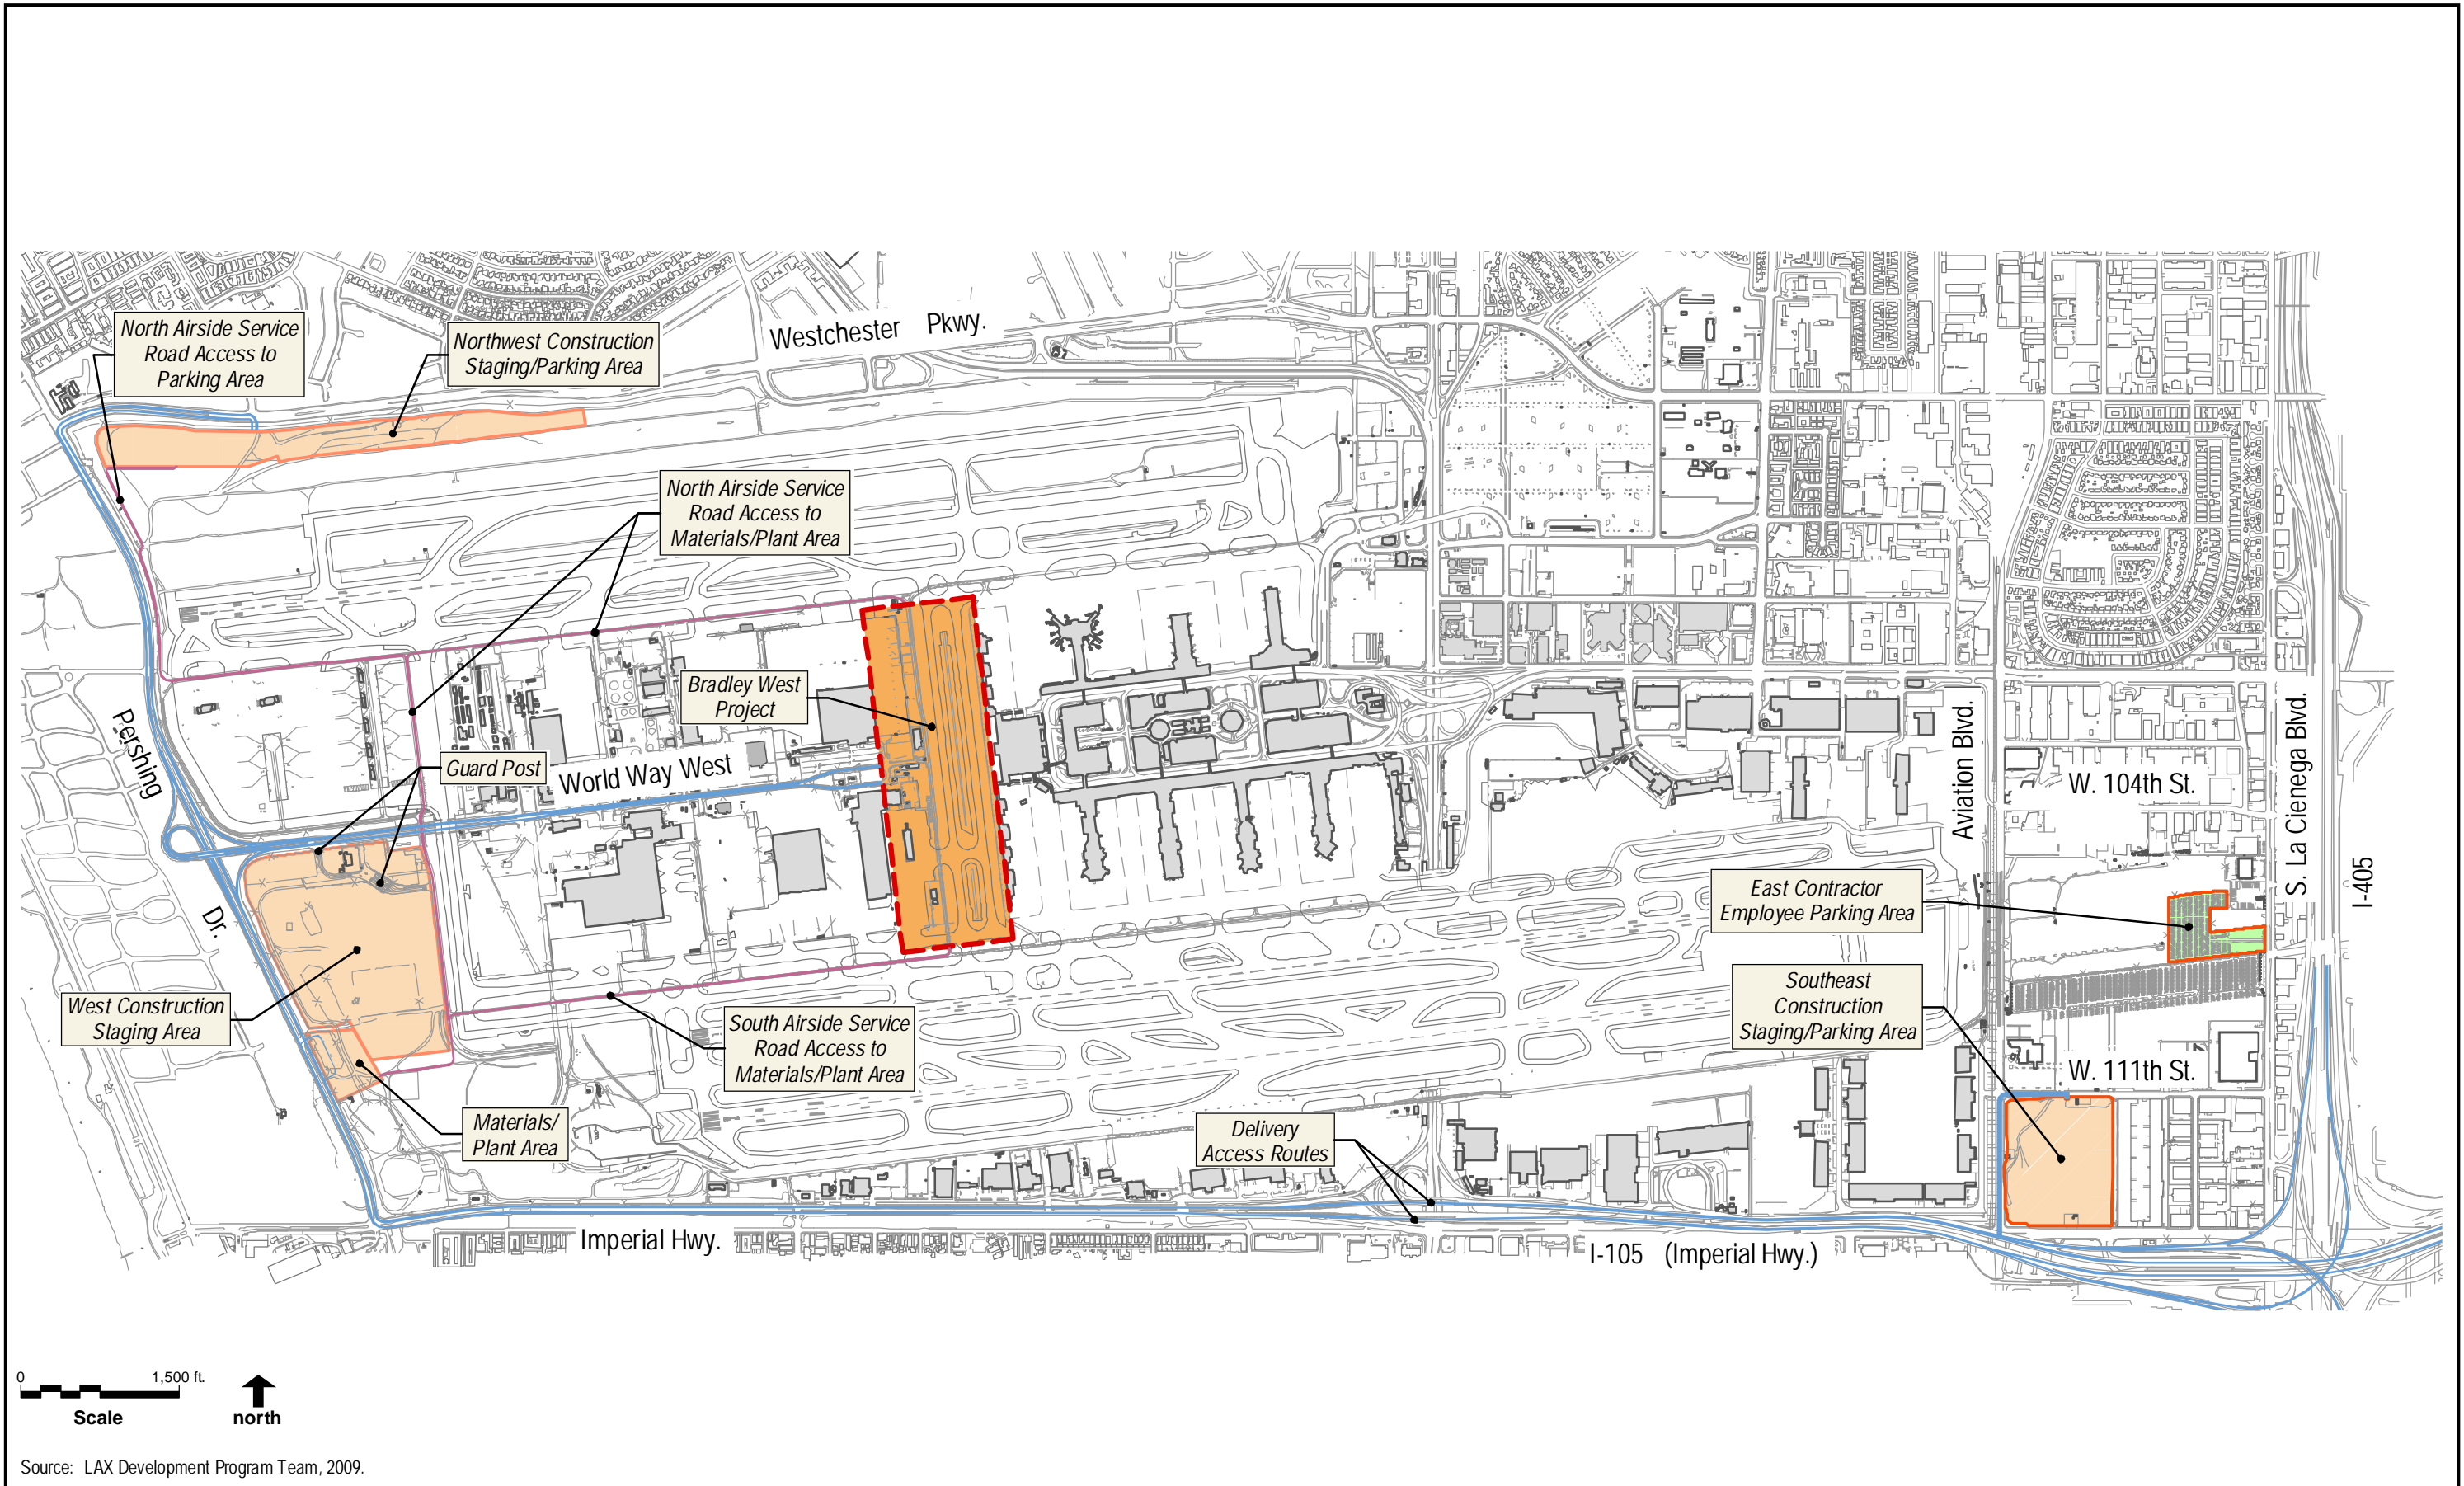 Westchester Pkwy.
North Airside Service
Road Access to
Parking Area
Northwest Construction
Staging/Parking Area
North Airside Service
Road Access to
Materials/Plant Area
Bradley West
Project
Pershing
Dr.
Guard Post
World Way West
Aviation Blvd.
W. 104th St.
S. La Cienega Blvd.
I-405
East Contractor
Employee Parking Area
West Construction
Staging Area
South Airside Service
Road Access to
Materials/Plant Area
Southeast
Construction
Staging/Parking Area
W. 111th St.
Materials/
Plant Area
Delivery
Access Routes
Imperial Hwy.
I-105 (Imperial Hwy.)
0 1,500 ft.
Scale
north
Source: LAX Development Program Team, 2009.